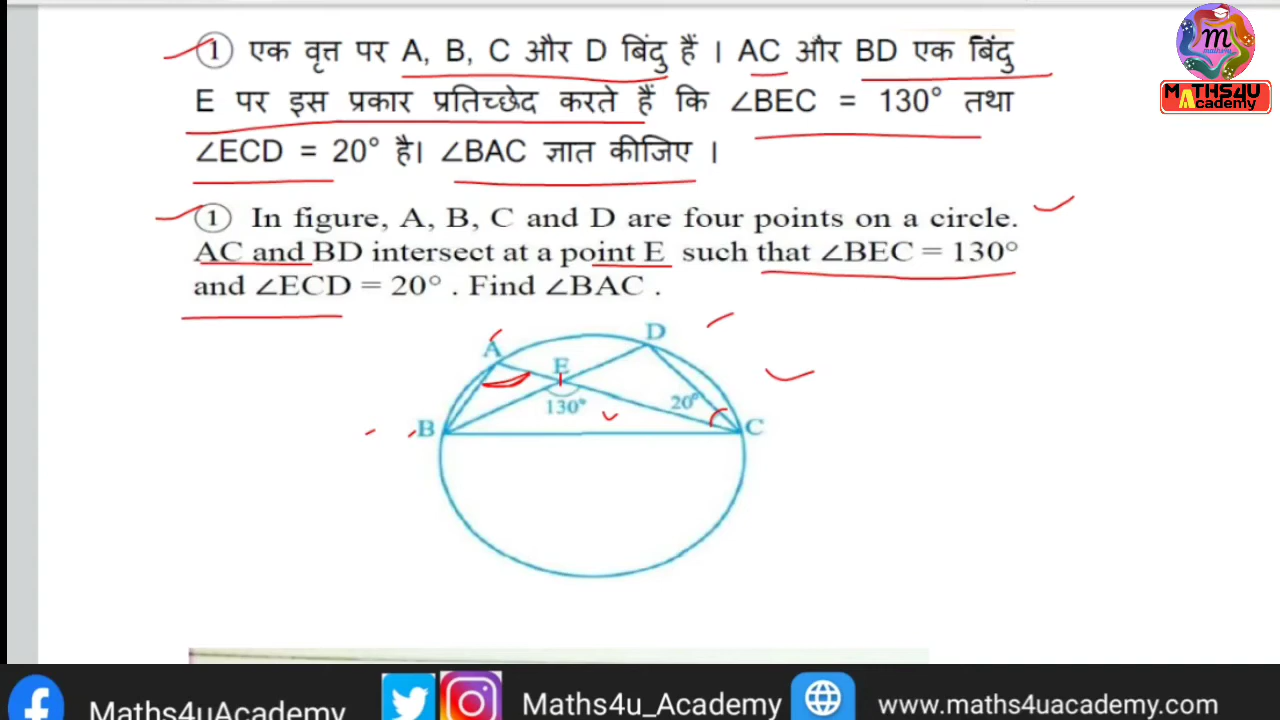 ① एक वृत्त पर A, B, C और D बिंदु हैं । AC और BD एक बिंदु
E पर इस प्रकार प्रतिच्छेद करते हैं कि ∠BEC = 130° तथा
∠ECD = 20° है। ∠BAC ज्ञात कीजिए ।
① In figure, A, B, C and D are four points on a circle.
AC and BD intersect at a point E such that ∠BEC = 130°
and ∠ECD = 20° . Find ∠BAC .
m
maths4u
MATHS4U
Academy
D
A
E
130°
20°
B
C
Maths4uAcademy
Maths4u_Academy
www.maths4uacademy.com